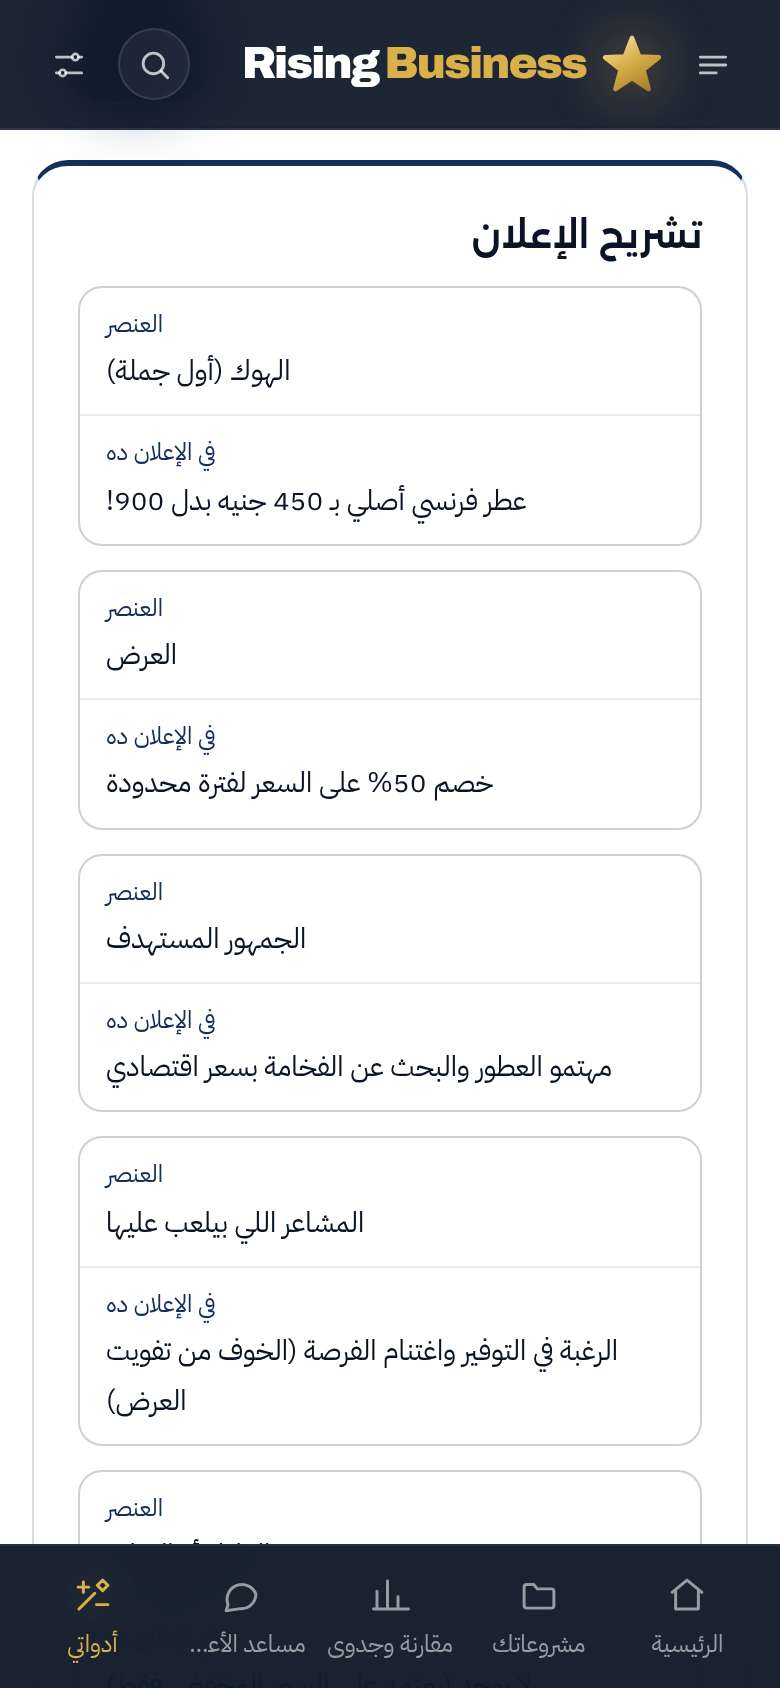 Rising Business
تشريح الإعلان
العنصر
الهوك (أول جملة)
في الإعلان ده
عطر فرنسي أصلي بـ 450 جنيه بدل 900!
العنصر
العرض
في الإعلان ده
خصم 50% على السعر لفترة محدودة
العنصر
الجمهور المستهدف
في الإعلان ده
مهتمو العطور والبحث عن الفخامة بسعر اقتصادي
العنصر
المشاعر اللي بيلعب عليها
في الإعلان ده
الرغبة في التوفير واغتنام الفرصة (الخوف من تفويت
العرض)
العنصر
الرئيسية
مشروعاتك
مقارنة وجدوى
مساعد الأعـ...
أدواتي